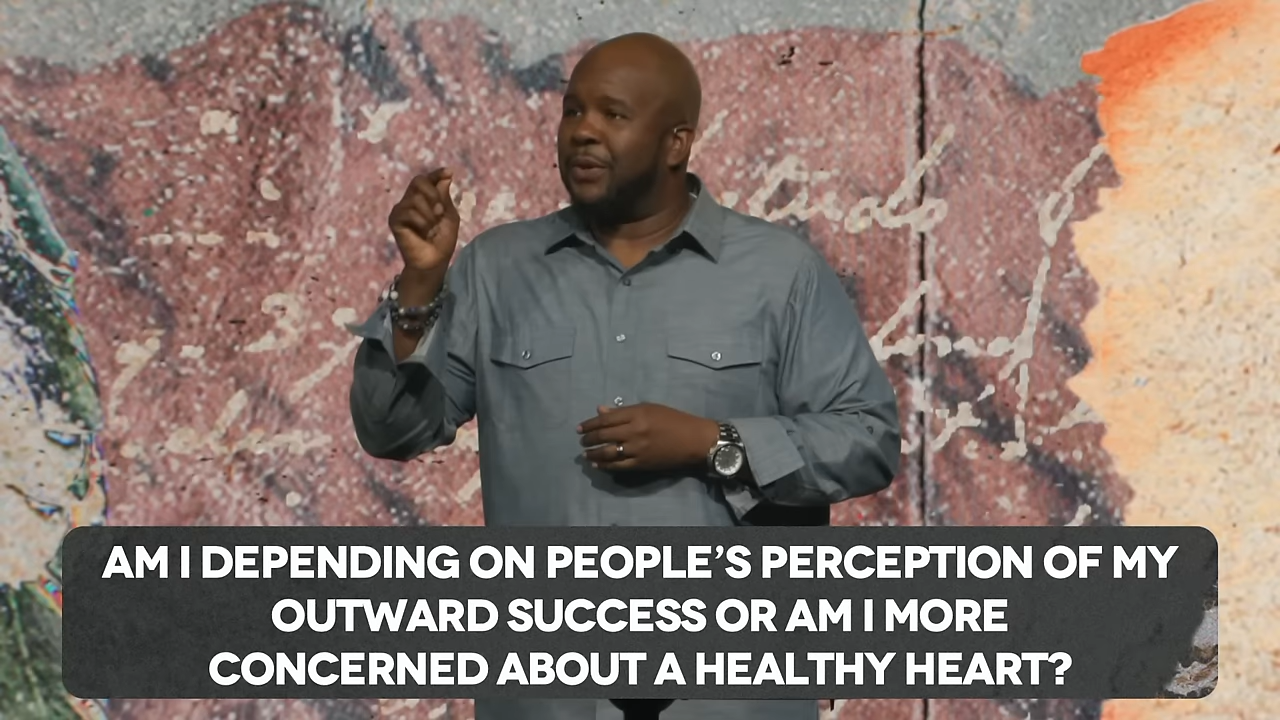 AM I DEPENDING ON PEOPLE'S PERCEPTION OF MY
OUTWARD SUCCESS OR AM I MORE
CONCERNED ABOUT A HEALTHY HEART?